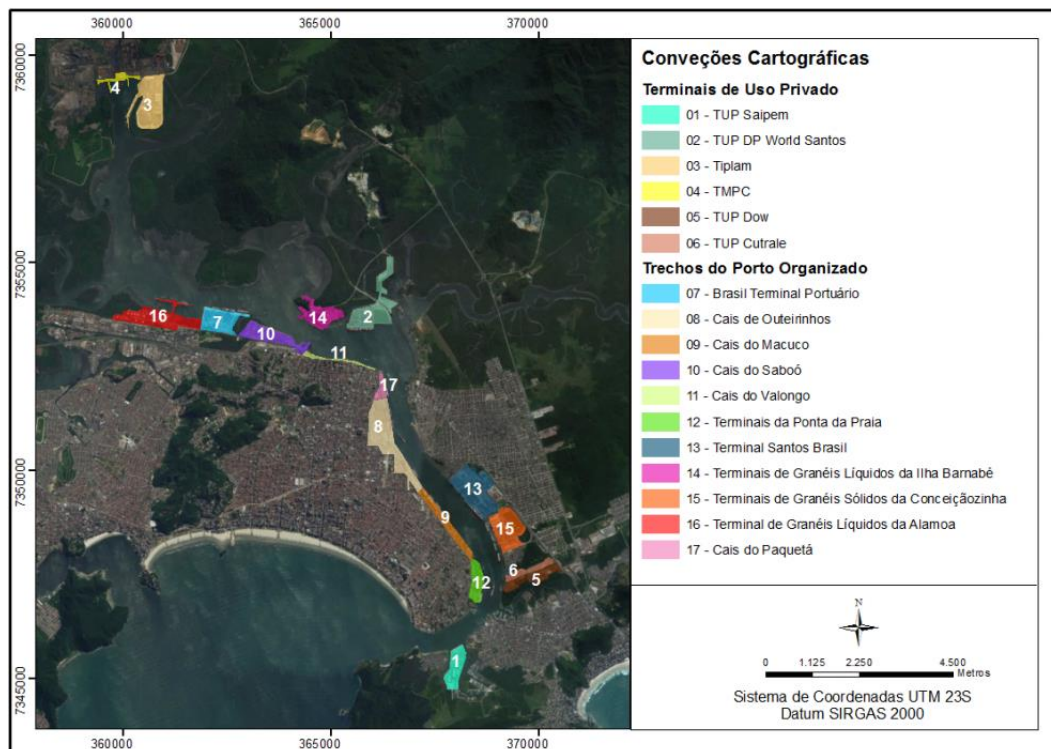 360000 365000 370000
7360000
7355000
7350000
7345000
4
3
14
2
16
7
10
11
17
8
13
9
15
6
5
12
1
360000 365000 370000
Conveções Cartográficas
Terminais de Uso Privado
01 - TUP Saipem
02 - TUP DP World Santos
03 - Tiplam
04 - TMPC
05 - TUP Dow
06 - TUP Cutrale
Trechos do Porto Organizado
07 - Brasil Terminal Portuário
08 - Cais de Outeirinhos
09 - Cais do Macuco
10 - Cais do Saboô
11 - Cais do Valongo
12 - Terminais da Ponta da Praia
13 - Terminal Santos Brasil
14 - Terminais de Granéis Líquidos da Ilha Barnabé
15 - Terminais de Granéis Sólidos da Conceiçãozinha
16 - Terminal de Granéis Líquidos da Alamoa
17 - Cais do Paquetá
N
0 1.125 2.250 4.500
Metros
Sistema de Coordenadas UTM 23S
Datum SIRGAS 2000